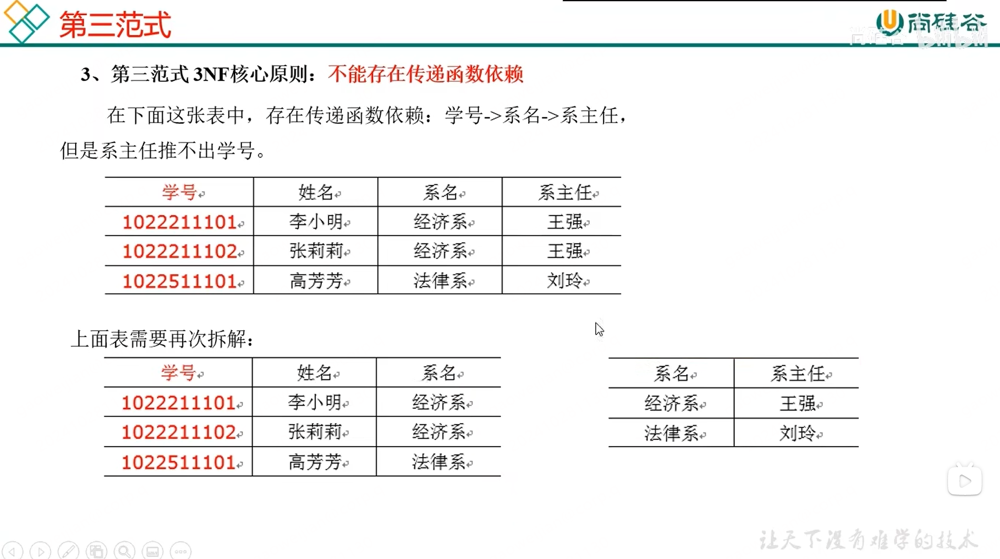 第三范式
尚硅谷
尚硅谷 bilibili
3、第三范式 3NF核心原则：不能存在传递函数依赖
在下面这张表中，存在传递函数依赖：学号->系名->系主任，
但是系主任推不出学号。
学号 姓名 系名 系主任
1022211101 李小明 经济系 王强
1022211102 张莉莉 经济系 王强
1022511101 高芳芳 法律系 刘玲
上面表需要再次拆解：
学号 姓名 系名
1022211101 李小明 经济系
1022211102 张莉莉 经济系
1022511101 高芳芳 法律系
系名 系主任
经济系 王强
法律系 刘玲
让天下没有难学的技术